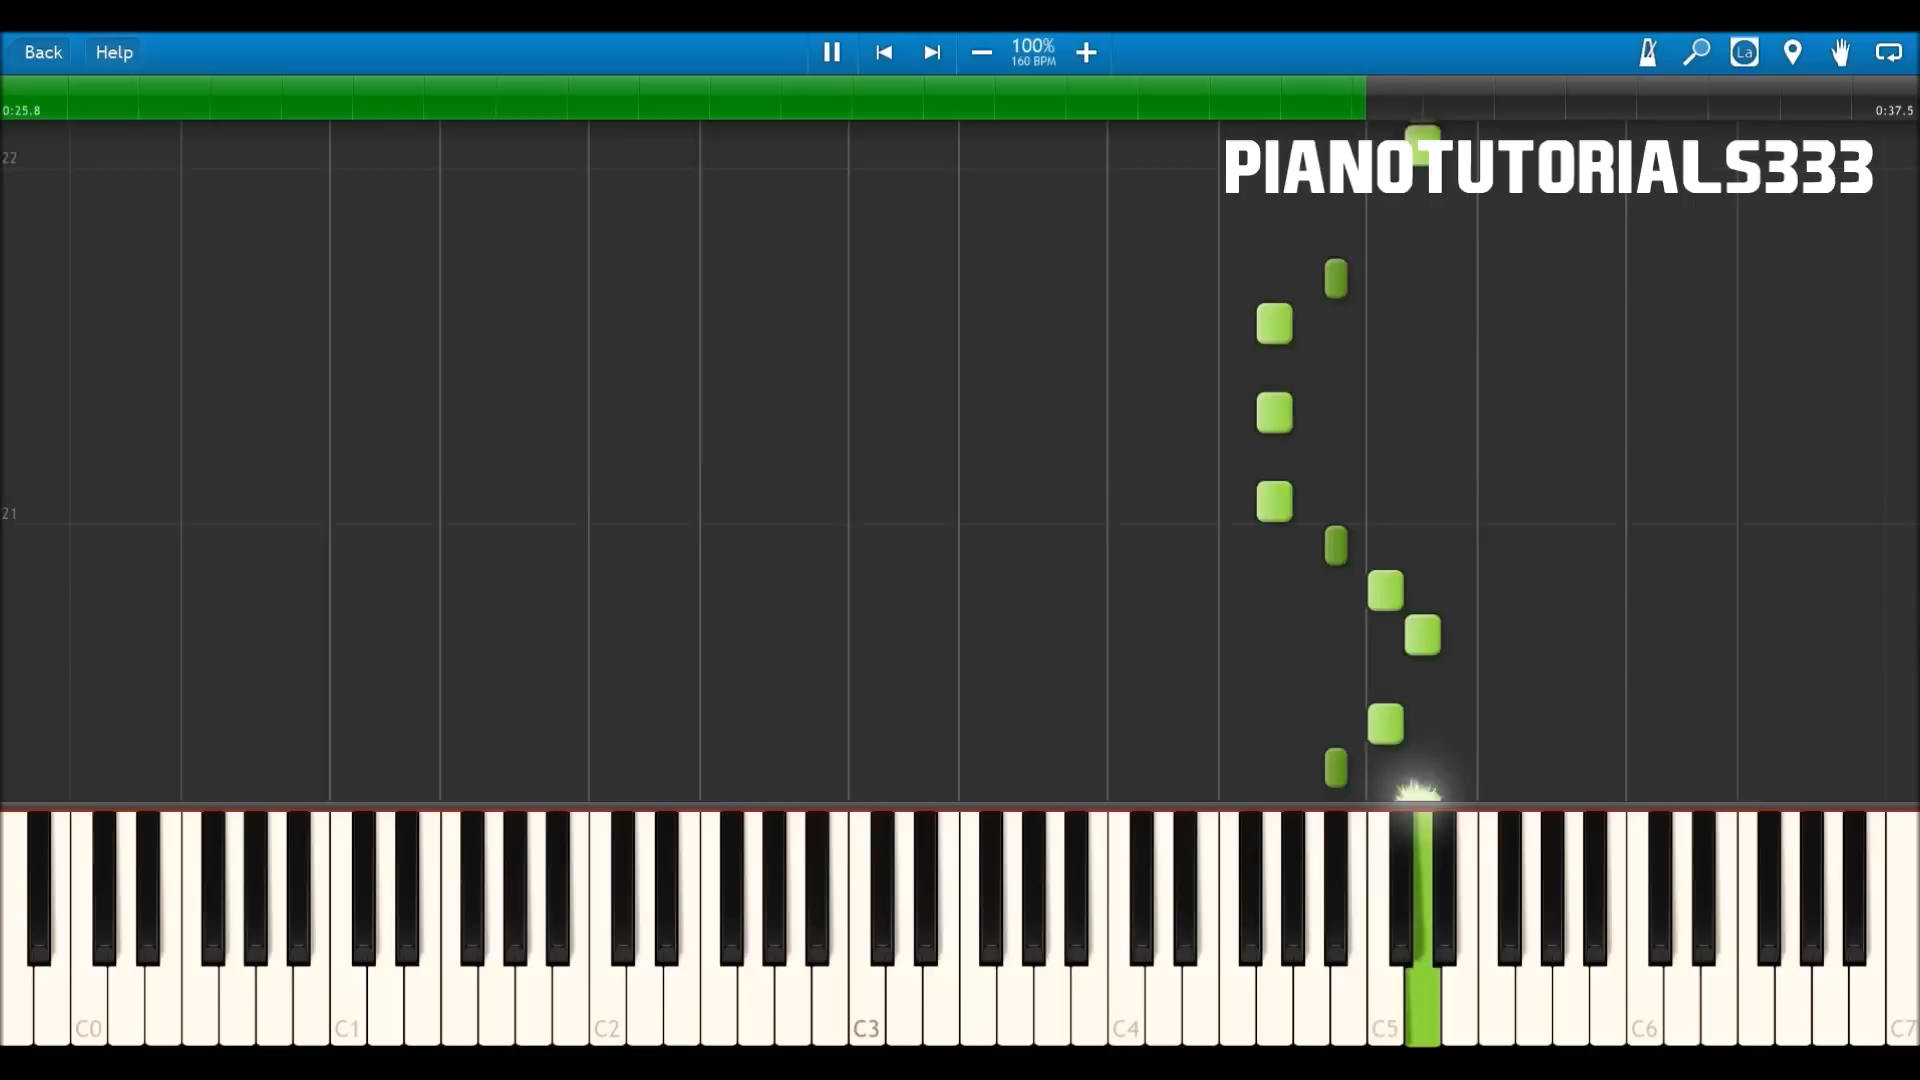 Back Help 100% La
160 BPM
0:25.8 0:37.5
22
PIANOTUTORIALS333
21
C0 C1 C2 C3 C4 C5 C6 C7